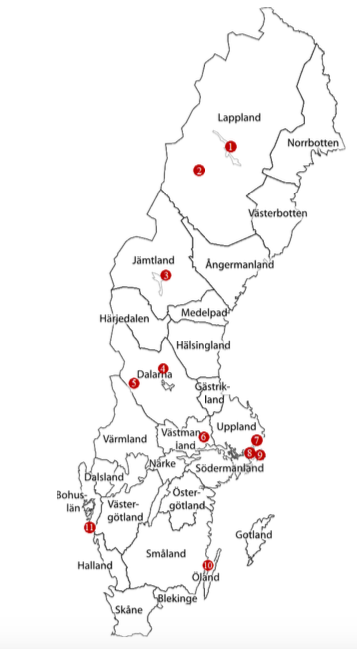 Lappland
1
Norrbotten
2
Västerbotten
Jämtland
Ångermanland
3
Medelpad
Härjedalen
Hälsingland
4
Dalarna
5
Gästrik-
land
Uppland
Västman
land
6
7
Värmland
8
9
Närke
Södermanland
Dalsland
Bohus-
län
Väster-
götland
Öster-
götland
11
Gotland
Småland
Halland
10
Öland
Blekinge
Skåne